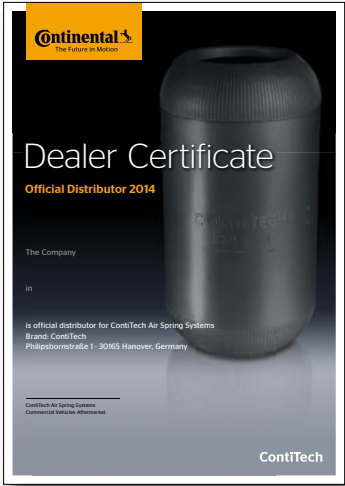 Continental
The Future in Motion
Dealer Certificate
Official Distributor 2014
The Company
in
is official distributor for ContiTech Air Spring Systems
Brand: ContiTech
Philipsbornstraße 1 · 30165 Hanover, Germany
ContiTech Air Spring Systems
Commercial Vehicles Aftermarket
ContiTech